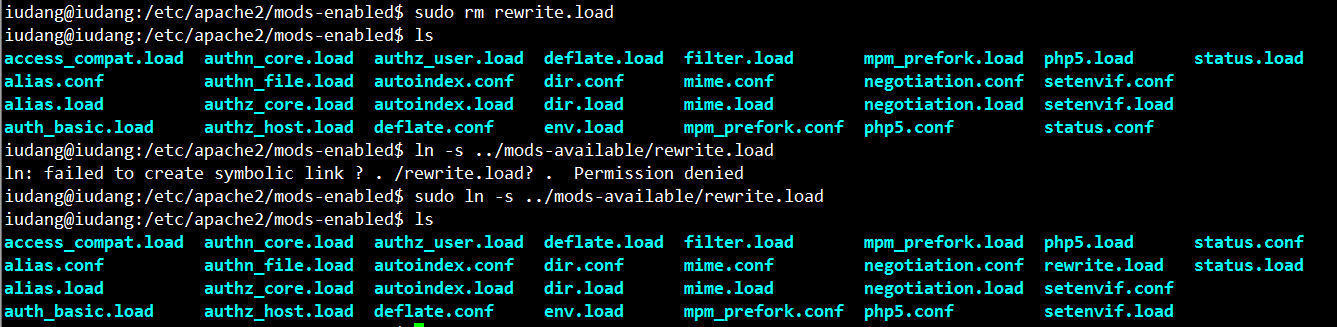 iudang@iudang:/etc/apache2/mods-enabled$ sudo rm rewrite.load
iudang@iudang:/etc/apache2/mods-enabled$ ls
access_compat.load authn_core.load authz_user.load deflate.load filter.load mpm_prefork.load php5.load status.load
alias.conf authn_file.load autoindex.conf dir.conf mime.conf negotiation.conf setenvif.conf
alias.load authz_core.load autoindex.load dir.load mime.load negotiation.load setenvif.load
auth_basic.load authz_host.load deflate.conf env.load mpm_prefork.conf php5.conf status.conf
iudang@iudang:/etc/apache2/mods-enabled$ ln -s ../mods-available/rewrite.load
ln: failed to create symbolic link ? . /rewrite.load? .  Permission denied
iudang@iudang:/etc/apache2/mods-enabled$ sudo ln -s ../mods-available/rewrite.load
iudang@iudang:/etc/apache2/mods-enabled$ ls
access_compat.load authn_core.load authz_user.load deflate.load filter.load mpm_prefork.load php5.load status.conf
alias.conf authn_file.load autoindex.conf dir.conf mime.conf negotiation.conf rewrite.load status.load
alias.load authz_core.load autoindex.load dir.load mime.load negotiation.load setenvif.conf
auth_basic.load authz_host.load deflate.conf env.load mpm_prefork.conf php5.conf setenvif.load